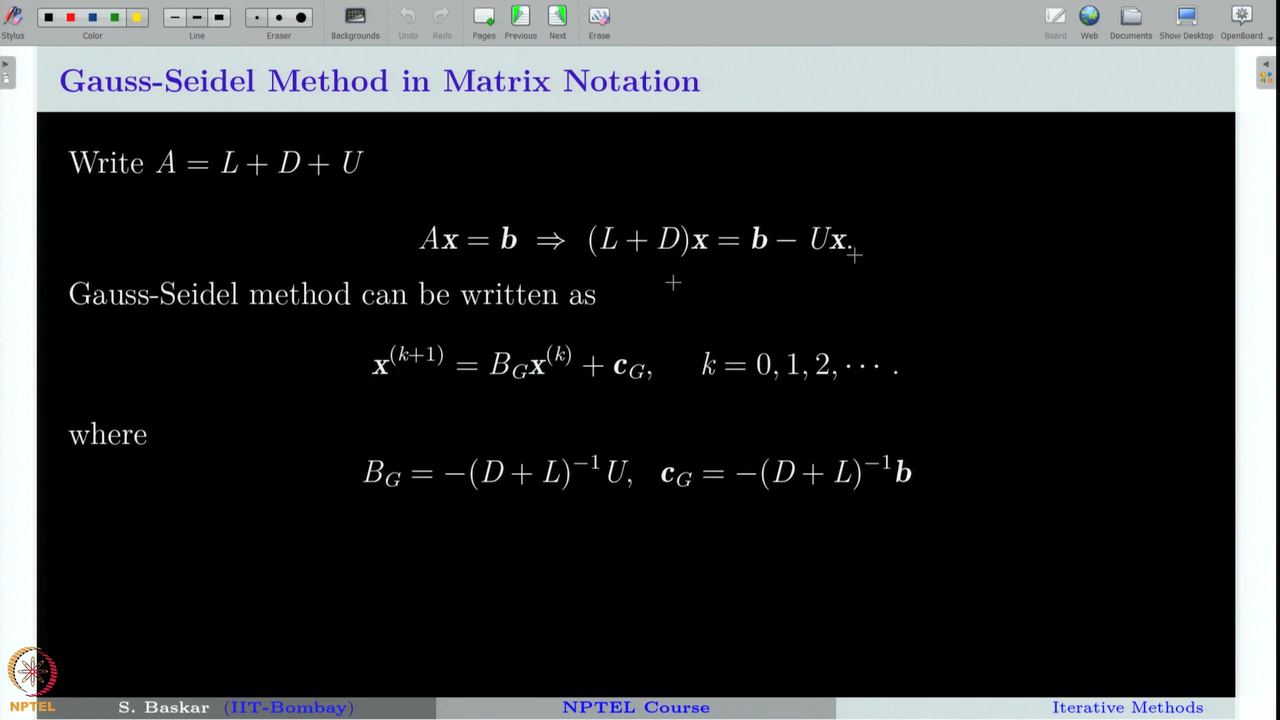 Stylus Color Line Eraser Backgrounds Undo Redo Pages Previous Next Erase Board Web Documents Show Desktop OpenBoard
Gauss-Seidel Method in Matrix Notation
Write A = L + D + U
Ax = b ⇒ (L + D)x = b − Ux.
Gauss-Seidel method can be written as
x^(k+1) = B_G x^(k) + c_G, k = 0, 1, 2, ⋯ .
where
B_G = −(D + L)^−1 U, c_G = −(D + L)^−1 b
NPTEL
S. Baskar (IIT-Bombay) NPTEL Course Iterative Methods